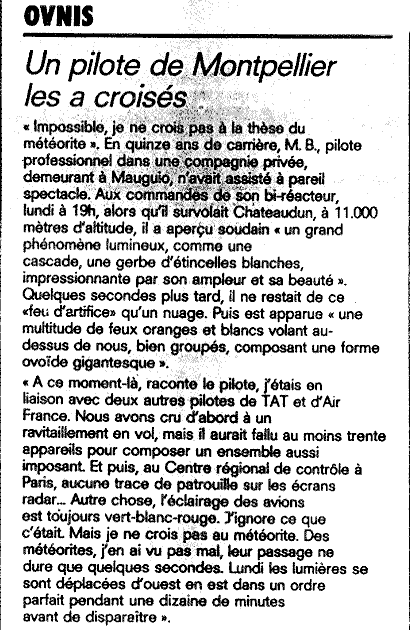 OVNIS
Un pilote de Montpellier
les a croisés
« Impossible, je ne crois pas à la thèse du
météorite ». En quinze ans de carrière, M. B., pilote
professionnel dans une compagnie privée,
demeurant à Mauguio, n'avait assisté à pareil
spectacle. Aux commandes de son bi-réacteur,
lundi à 19h, alors qu'il survolait Chateaudun, à 11.000
mètres d'altitude, il a aperçu soudain « un grand
phénomène lumineux, comme une
cascade, une gerbe d'étincelles blanches,
impressionnante par son ampleur et sa beauté ».
Quelques secondes plus tard, il ne restait de ce
«feu d'artifice» qu'un nuage. Puis est apparue « une
multitude de feux oranges et blancs volant au-
dessus de nous, bien groupés, composant une forme
ovoïde gigantesque ».
« A ce moment-là, raconte le pilote, j'étais en
liaison avec deux autres pilotes de TAT et d'Air
France. Nous avons cru d'abord à un
ravitaillement en vol, mais il aurait fallu au moins trente
appareils pour composer un ensemble aussi
imposant. Et puis, au Centre régional de contrôle à
Paris, aucune trace de patrouille sur les écrans
radar... Autre chose, l'éclairage des avions
est toujours vert-blanc-rouge. J'ignore ce que
c'était. Mais je ne crois pas au météorite. Des
météorites, j'en ai vu pas mal, leur passage ne
dure que quelques secondes. Lundi les lumières se
sont déplacées d'ouest en est dans un ordre
parfait pendant une dizaine de minutes
avant de disparaître ».